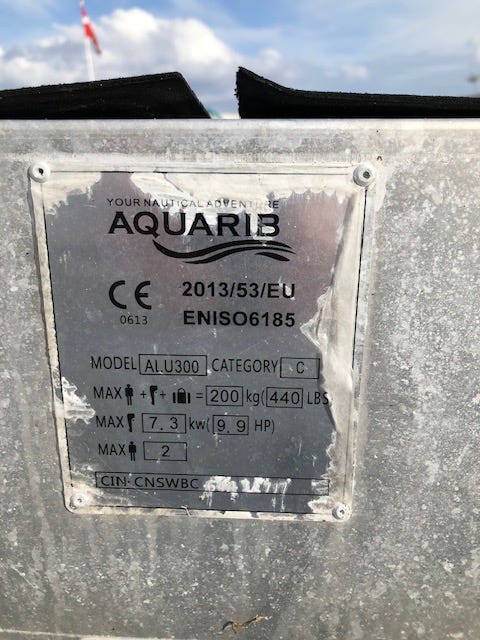 YOUR NAUTICAL ADVENTURE
AQUARIB
CE 2013/53/EU
0613 ENISO6185
MODEL ALU300 CATEGORY C
MAX + + = 200 kg( 440 LBS
MAX 7.3 kw( 9.9 HP)
MAX 2
CIN- CNSWBC